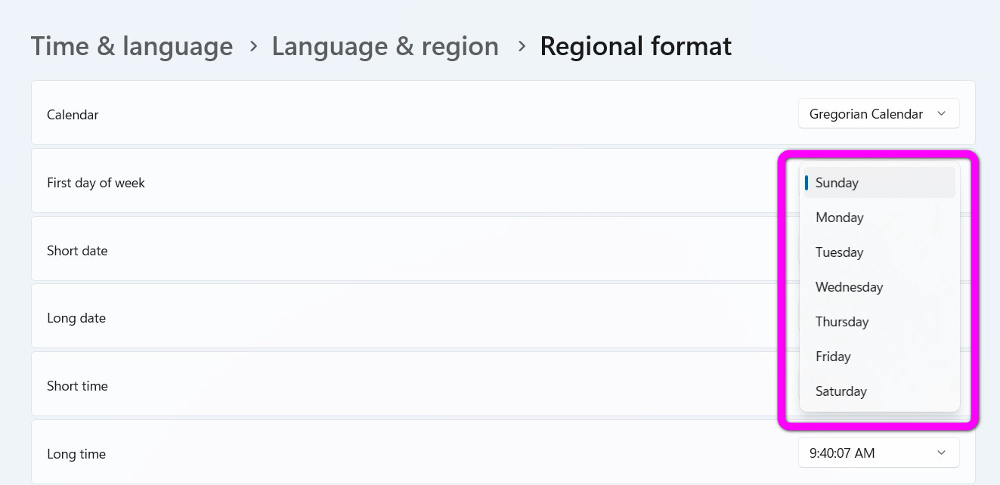 Time & language > Language & region > Regional format
Calendar
Gregorian Calendar
First day of week
Sunday
Monday
Short date
Tuesday
Wednesday
Long date
Thursday
Friday
Short time
Saturday
Long time
9:40:07 AM